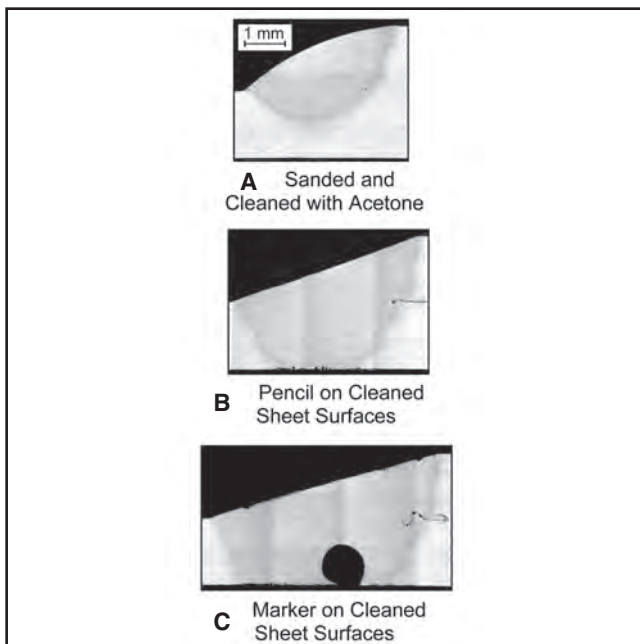 1 mm
A Sanded and
Cleaned with Acetone
B Pencil on Cleaned
Sheet Surfaces
C Marker on Cleaned
Sheet Surfaces